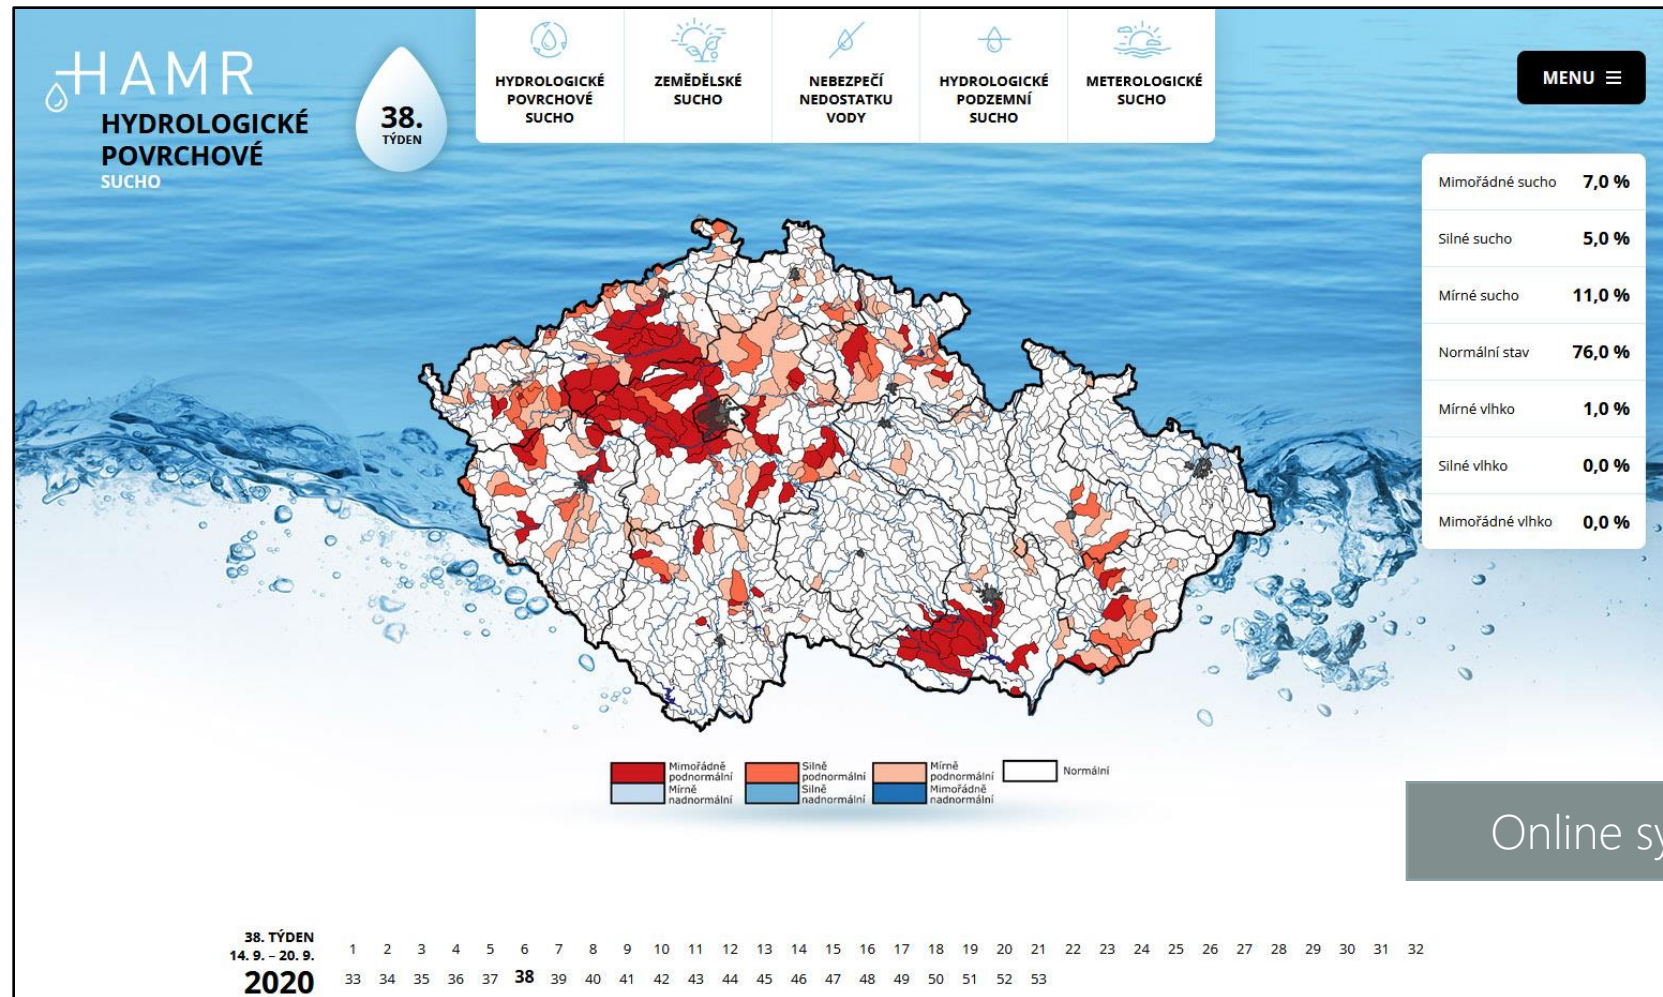 HAMR
HYDROLOGICKÉ
POVRCHOVÉ
SUCHO
38.
TÝDEN
HYDROLOGICKÉ
POVRCHOVÉ
SUCHO
ZEMĚDĚLSKÉ
SUCHO
NEBEZPEČÍ
NEDOSTATKU
VODY
HYDROLOGICKÉ
PODZEMNÍ
SUCHO
METEROLOGICKÉ
SUCHO
MENU
Mimořádné sucho 7,0 %
Silné sucho 5,0 %
Mírné sucho 11,0 %
Normální stav 76,0 %
Mírné vlhko 1,0 %
Silné vlhko 0,0 %
Mimořádné vlhko 0,0 %
Mimořádně
podnormální
Silně
podnormální
Mírně
podnormální
Normální
Mírně
nadnormální
Silně
nadnormální
Mimořádně
nadnormální
Online sy
38. TÝDEN
14. 9. – 20. 9.
2020
1 2 3 4 5 6 7 8 9 10 11 12 13 14 15 16 17 18 19 20 21 22 23 24 25 26 27 28 29 30 31 32
33 34 35 36 37 38 39 40 41 42 43 44 45 46 47 48 49 50 51 52 53